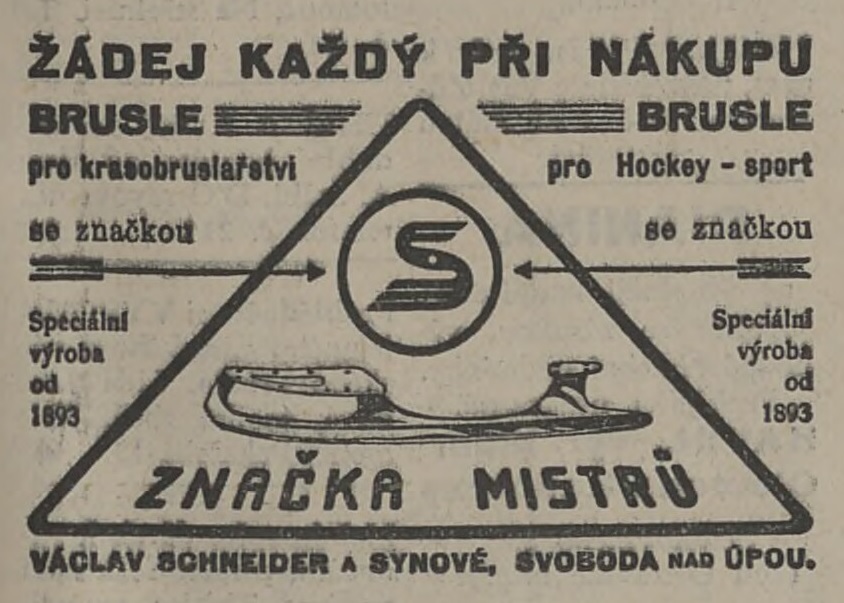 ŽÁDEJ KAŽDÝ PŘI NÁKUPU
BRUSLE
pro krasobruslařství
se značkou
Speciální
výroba
od
1893
BRUSLE
pro Hockey - sport
se značkou
Speciální
výroba
od
1893
S
ZNAČKA MISTRŮ
VÁCLAV SCHNEIDER A SYNOVÉ, SVOBODA NAD ÚPOU.